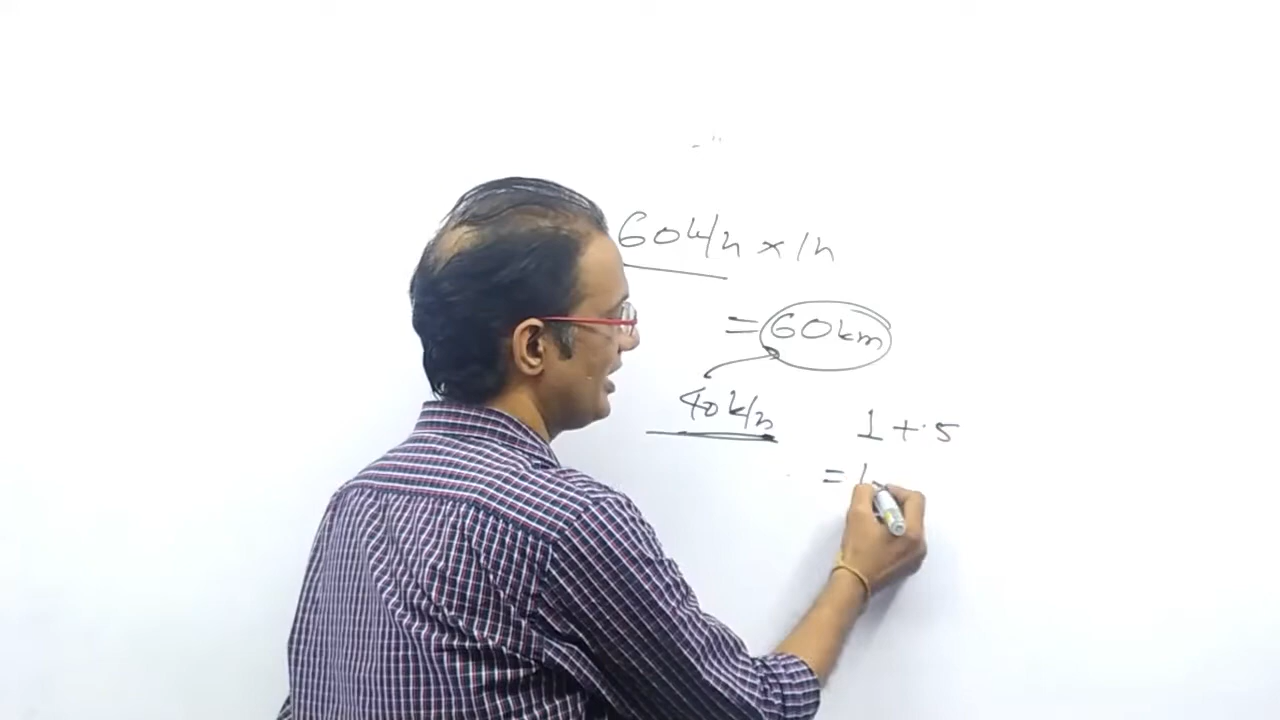 60k/h × 1h
= 60km
40k/h 1 + .5
= 1